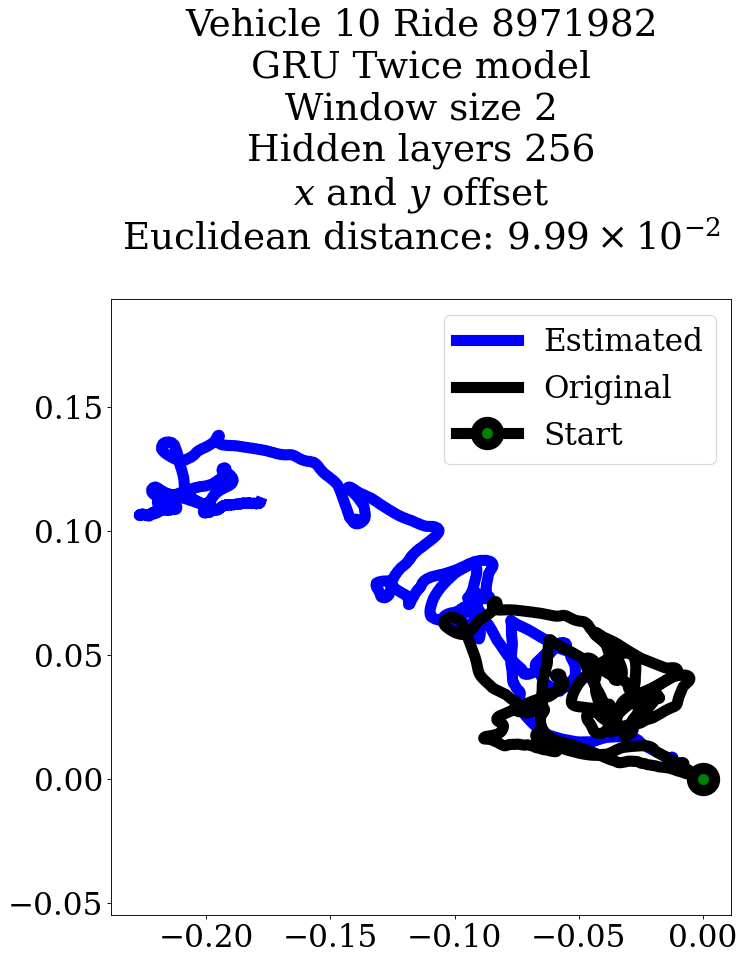 Vehicle 10 Ride 8971982
GRU Twice model
Window size 2
Hidden layers 256
x and y offset
Euclidean distance: 9.99 × 10⁻²
Estimated
Original
Start
0.15
0.10
0.05
0.00
−0.05
−0.20
−0.15
−0.10
−0.05
0.00